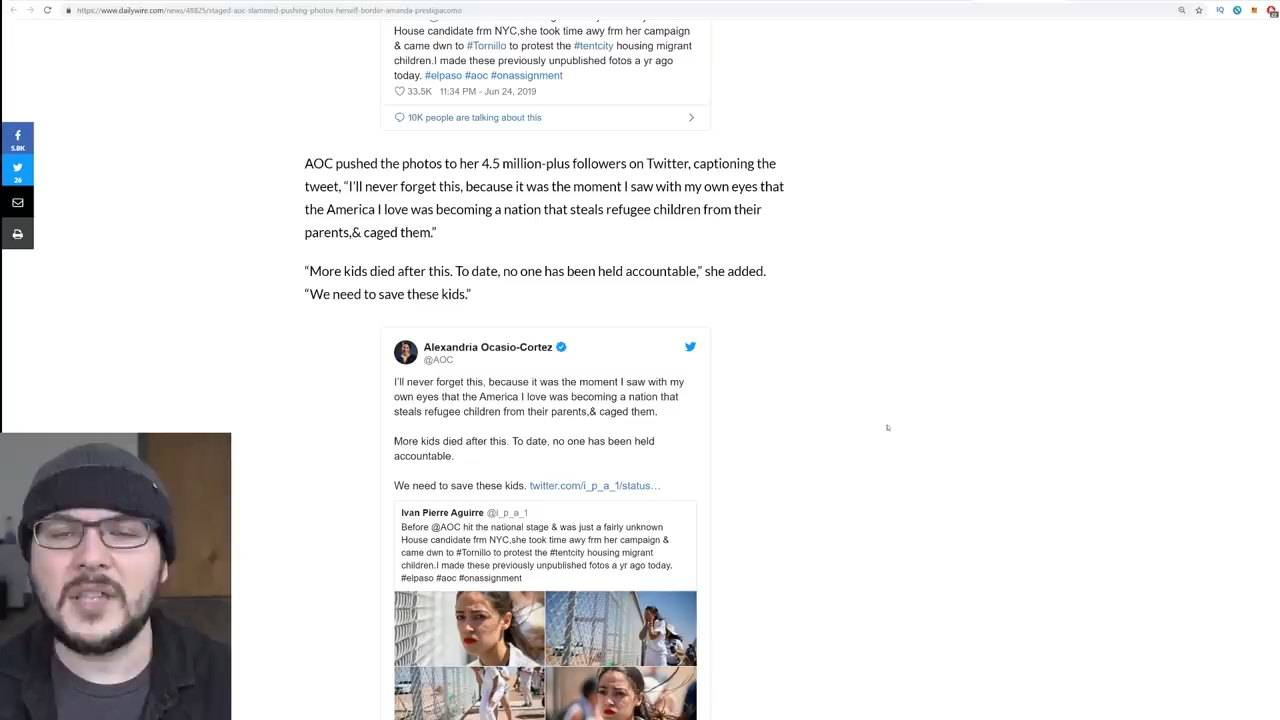 https://www.dailywire.com/news/48825/staged-aoc-slammed-pushing-photos-herself-border-amanda-prestigiacomo
House candidate frm NYC,she took time awy frm her campaign
& came dwn to #Tornillo to protest the #tentcity housing migrant
children.I made these previously unpublished fotos a yr ago
today. #elpaso #aoc #onassignment
33.5K 11:34 PM - Jun 24, 2019
10K people are talking about this
5.8K
26
AOC pushed the photos to her 4.5 million-plus followers on Twitter, captioning the
tweet, “I’ll never forget this, because it was the moment I saw with my own eyes that
the America I love was becoming a nation that steals refugee children from their
parents,& caged them.”
“More kids died after this. To date, no one has been held accountable,” she added.
“We need to save these kids.”
Alexandria Ocasio-Cortez
@AOC
I’ll never forget this, because it was the moment I saw with my
own eyes that the America I love was becoming a nation that
steals refugee children from their parents,& caged them.
More kids died after this. To date, no one has been held
accountable.
We need to save these kids. twitter.com/i_p_a_1/status…
Ivan Pierre Aguirre @i_p_a_1
Before @AOC hit the national stage & was just a fairly unknown
House candidate frm NYC,she took time awy frm her campaign &
came dwn to #Tornillo to protest the #tentcity housing migrant
children.I made these previously unpublished fotos a yr ago today.
#elpaso #aoc #onassignment